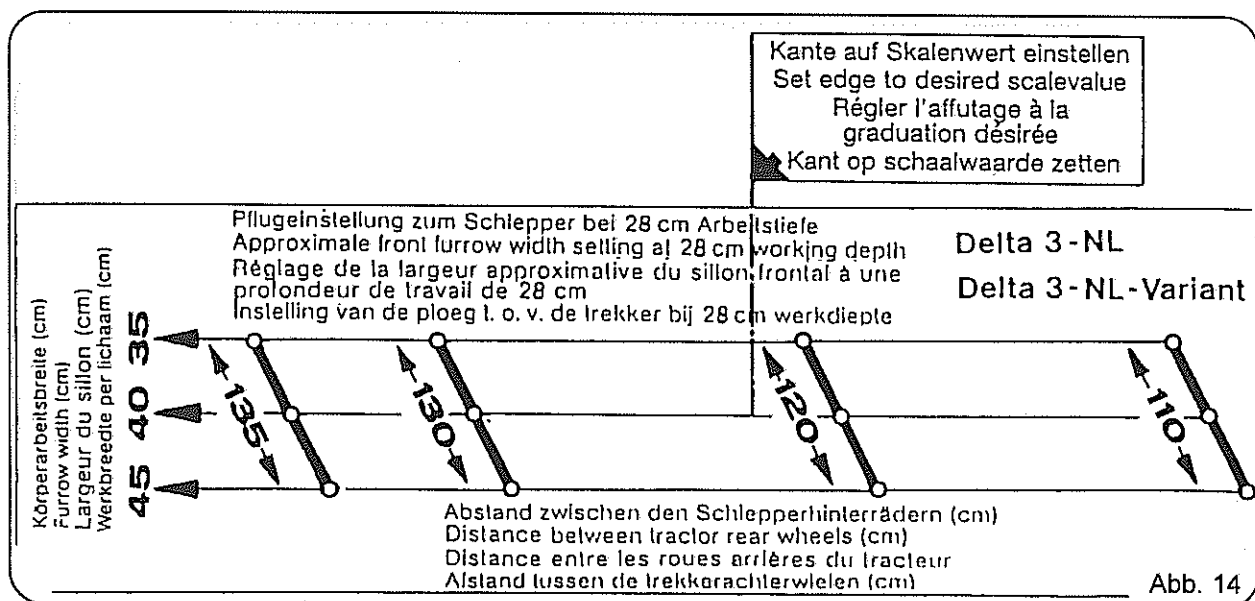 Kante auf Skalenwert einstellen
Set edge to desired scalevalue
Régler l'affutage à la
graduation désirée
Kant op schaalwaarde zetten
Pflugeinstellung zum Schlepper bei 28 cm Arbeitstiefe
Approximale front furrow width setting at 28 cm working depth
Réglage de la largeur approximative du sillon frontal à une
profondeur de travail de 28 cm
Instelling van de ploeg t. o. v. de trekker bij 28 cm werkdiepte
Delta 3-NL
Delta 3-NL-Variant
Körperarbeitsbreite (cm)
Furrow width (cm)
Largeur du sillon (cm)
Werkbreedte per lichaam (cm)
35
40
45
135
130
120
110
Abstand zwischen den Schlepperhinterrädern (cm)
Distance between tractor rear wheels (cm)
Distance entre les roues arrières du tracteur
Afstand tussen de trekkerachterwielen (cm)
Abb. 14